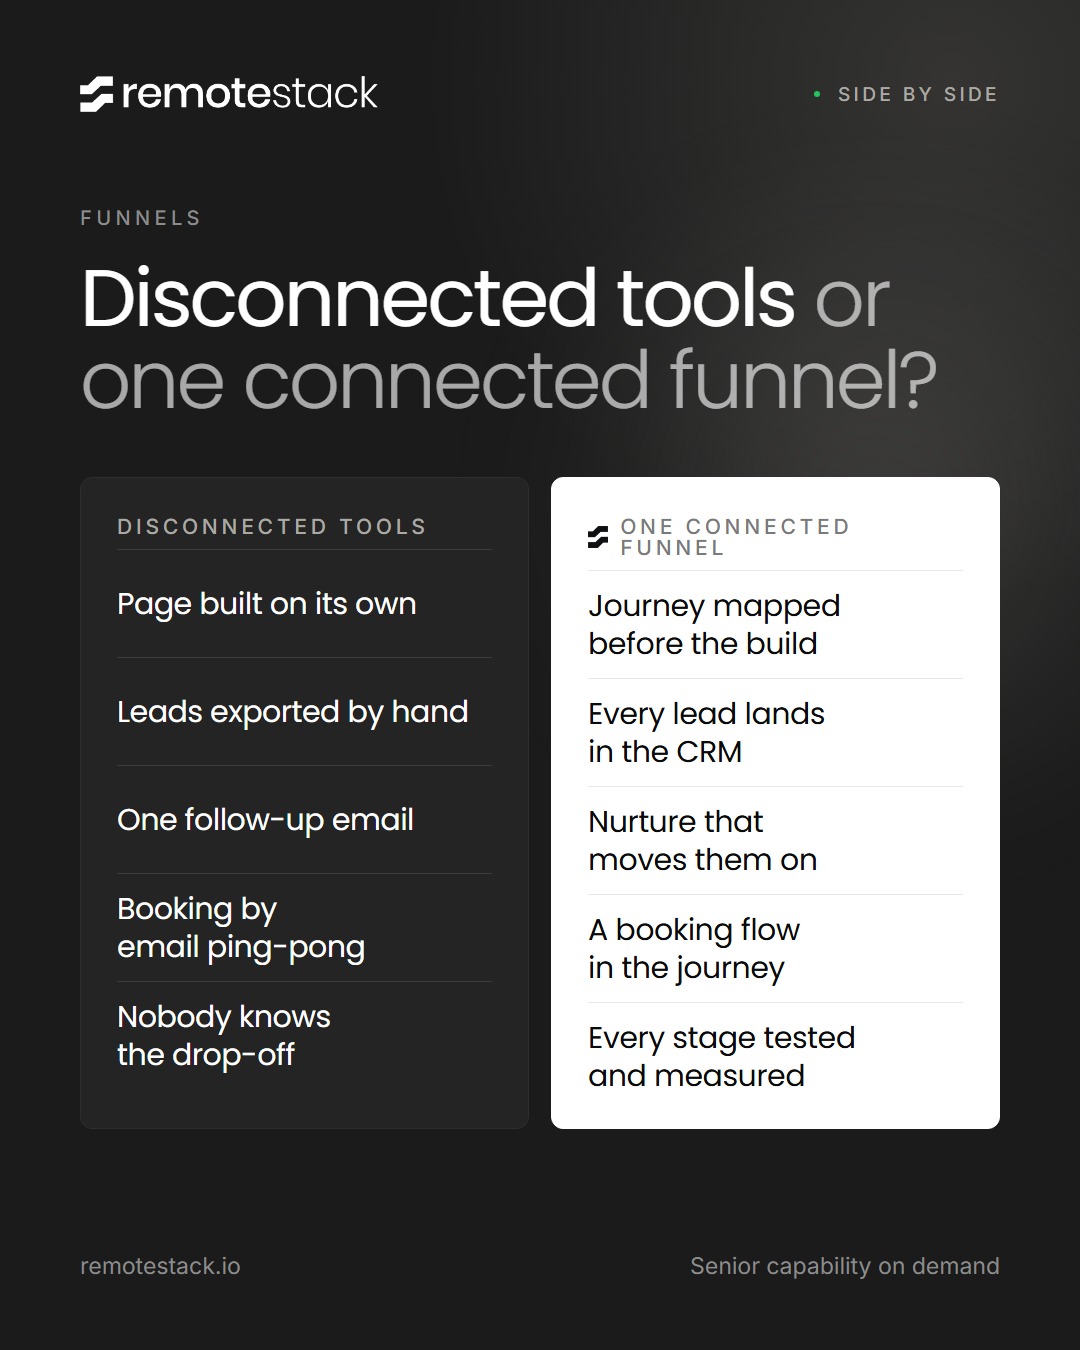 remotestack
SIDE BY SIDE
FUNNELS
Disconnected tools or
one connected funnel?
DISCONNECTED TOOLS
Page built on its own
Leads exported by hand
One follow-up email
Booking by
email ping-pong
Nobody knows
the drop-off
ONE CONNECTED
FUNNEL
Journey mapped
before the build
Every lead lands
in the CRM
Nurture that
moves them on
A booking flow
in the journey
Every stage tested
and measured
remotestack.io
Senior capability on demand